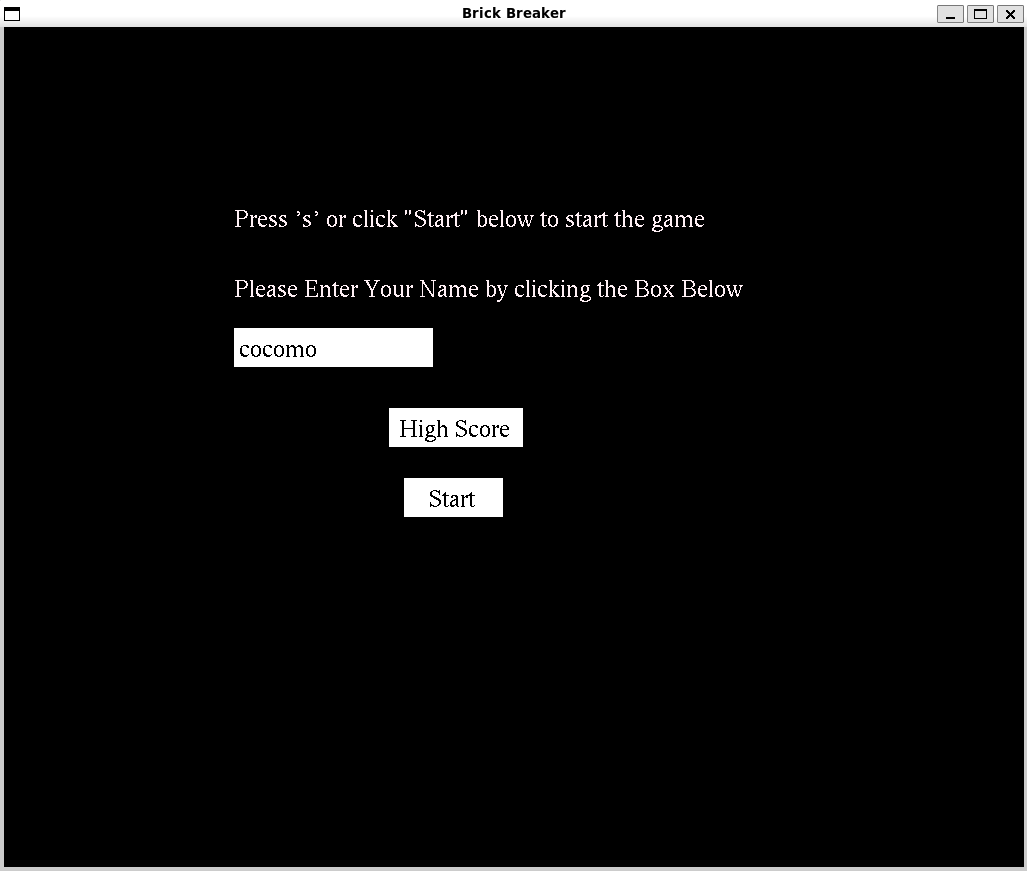 Brick Breaker
Press ’s’ or click "Start" below to start the game
Please Enter Your Name by clicking the Box Below
cocomo
High Score
Start